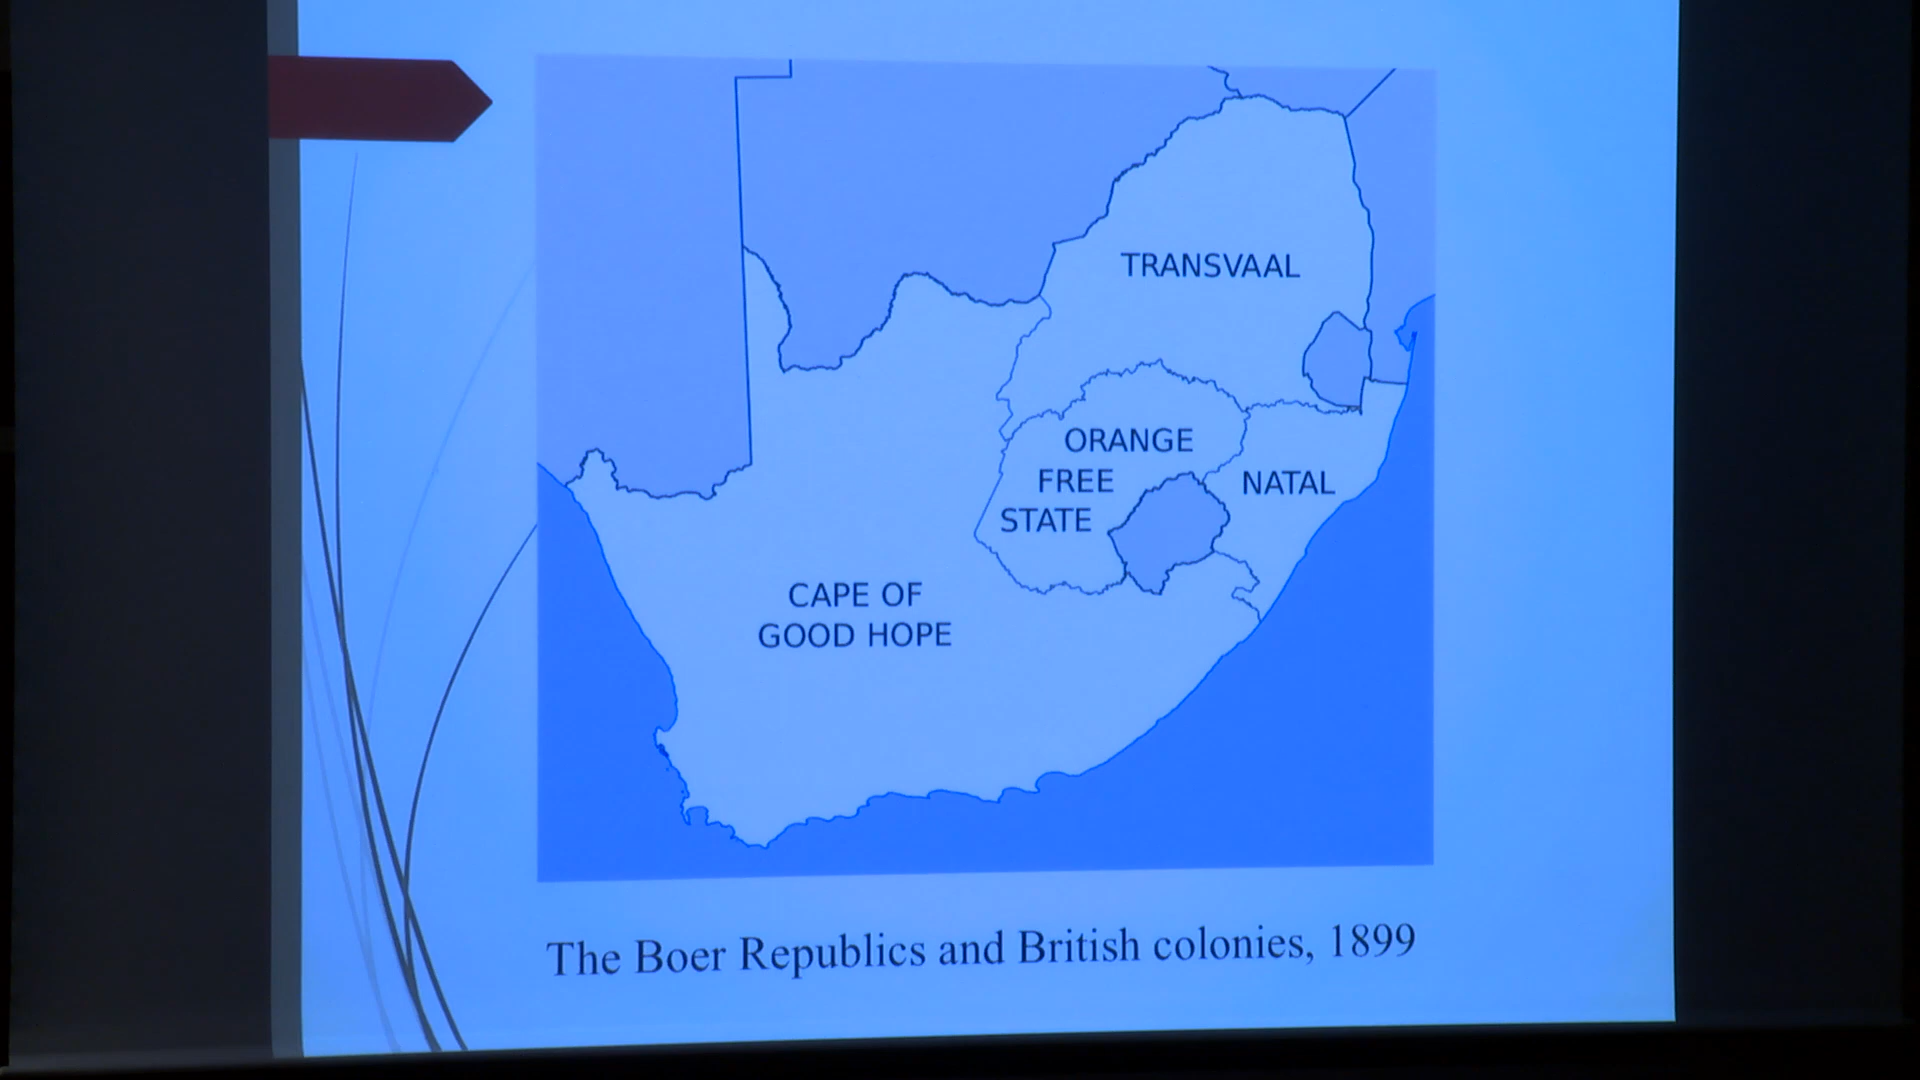 TRANSVAAL
ORANGE
FREE
STATE
NATAL
CAPE OF
GOOD HOPE
The Boer Republics and British colonies, 1899